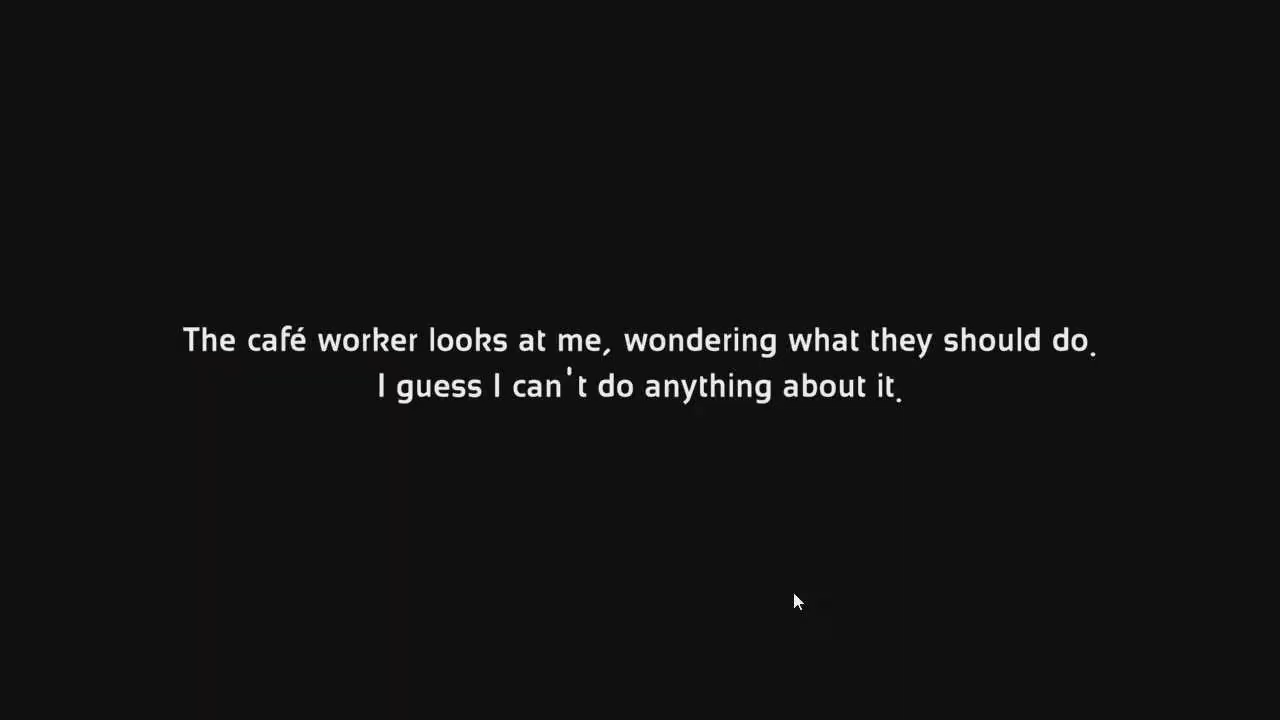 The café worker looks at me, wondering what they should do.
I guess I can't do anything about it.